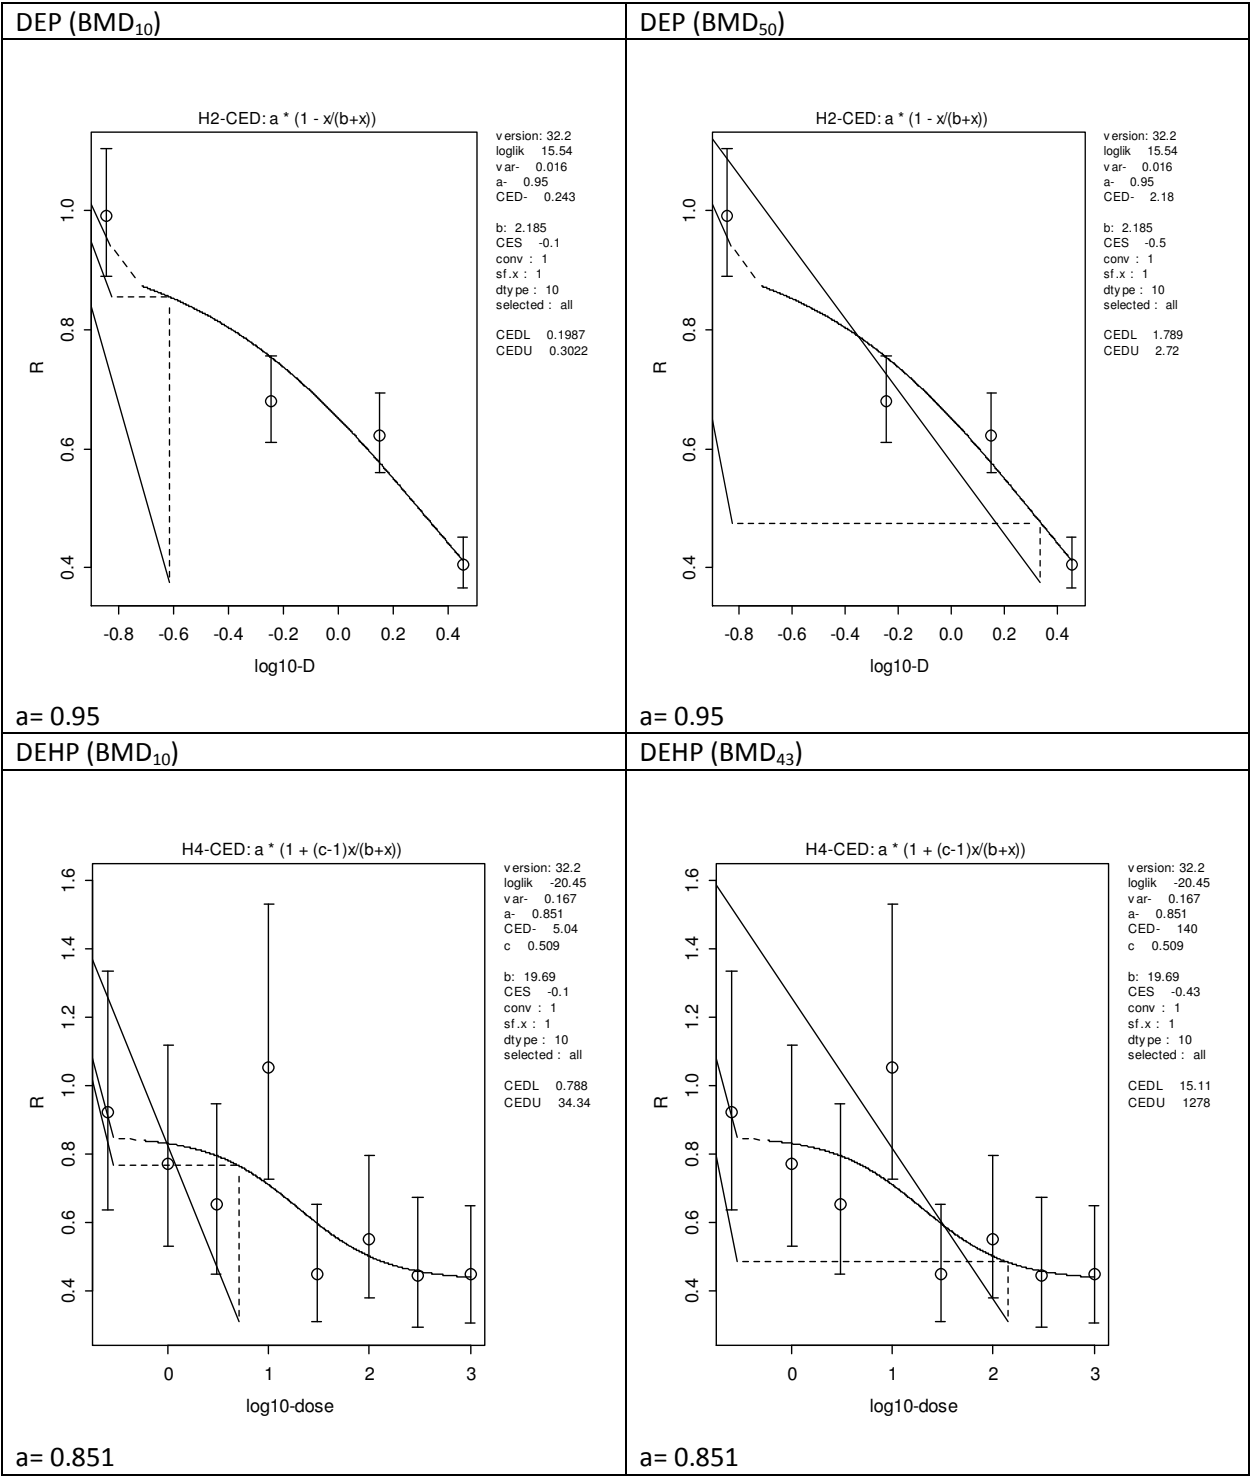 DEP (BMD10)
DEP (BMD50)
H2-CED: a * (1 - x/(b+x))
R
1.0
0.8
0.6
0.4
-0.8 -0.6 -0.4 -0.2 0.0 0.2 0.4
log10-D
version: 32.2
loglik 15.54
var- 0.016
a- 0.95
CED- 0.243
b: 2.185
CES -0.1
conv : 1
sf.x : 1
dtype : 10
selected : all
CEDL 0.1987
CEDU 0.3022
a= 0.95
H2-CED: a * (1 - x/(b+x))
R
1.0
0.8
0.6
0.4
-0.8 -0.6 -0.4 -0.2 0.0 0.2 0.4
log10-D
version: 32.2
loglik 15.54
var- 0.016
a- 0.95
CED- 2.18
b: 2.185
CES -0.5
conv : 1
sf.x : 1
dtype : 10
selected : all
CEDL 1.789
CEDU 2.72
a= 0.95
DEHP (BMD10)
DEHP (BMD43)
H4-CED: a * (1 + (c-1)x/(b+x))
R
1.6
1.4
1.2
1.0
0.8
0.6
0.4
0 1 2 3
log10-dose
version: 32.2
loglik -20.45
var- 0.167
a- 0.851
CED- 5.04
c 0.509
b: 19.69
CES -0.1
conv : 1
sf.x : 1
dtype : 10
selected : all
CEDL 0.788
CEDU 34.34
a= 0.851
H4-CED: a * (1 + (c-1)x/(b+x))
R
1.6
1.4
1.2
1.0
0.8
0.6
0.4
0 1 2 3
log10-dose
version: 32.2
loglik -20.45
var- 0.167
a- 0.851
CED- 140
c 0.509
b: 19.69
CES -0.43
conv : 1
sf.x : 1
dtype : 10
selected : all
CEDL 15.11
CEDU 1278
a= 0.851